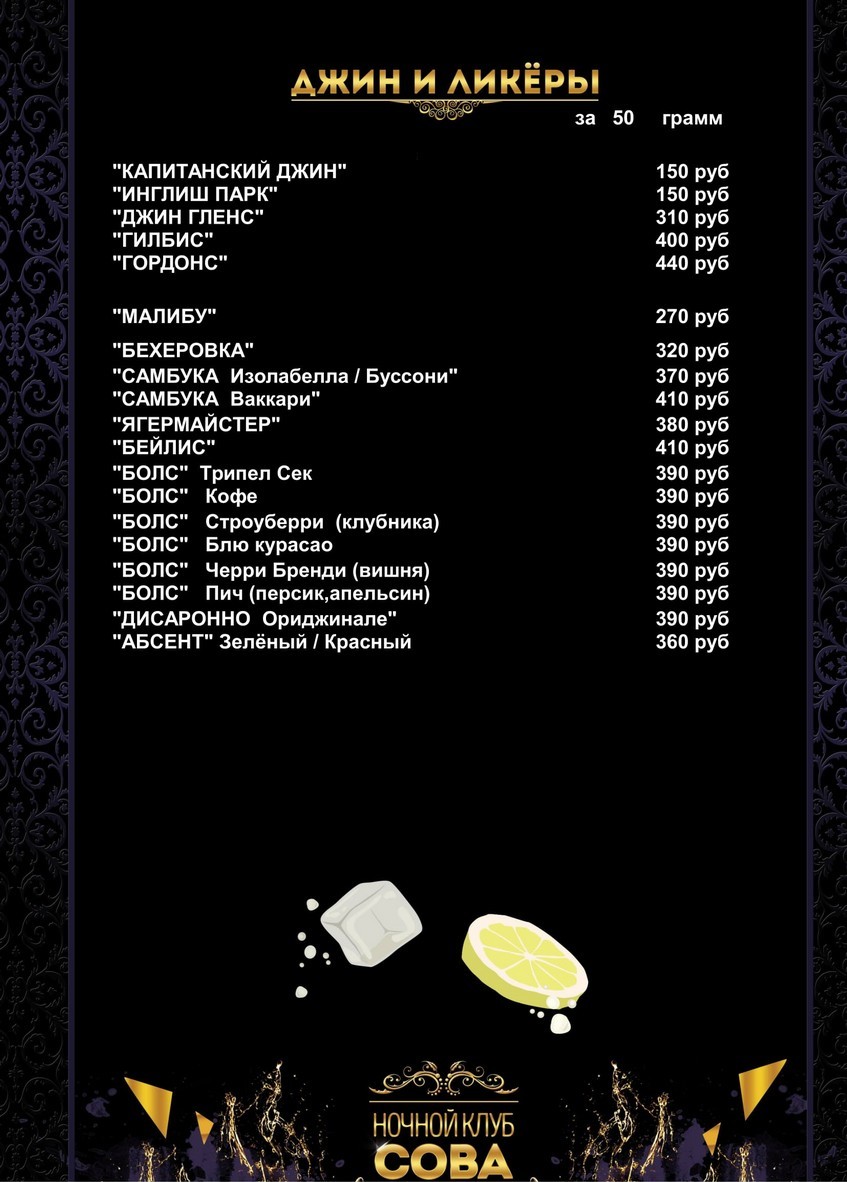 ДЖИН И ЛИКЁРЫ
за 50 грамм
"КАПИТАНСКИЙ ДЖИН" 150 руб
"ИНГЛИШ ПАРК" 150 руб
"ДЖИН ГЛЕНС" 310 руб
"ГИЛБИС" 400 руб
"ГОРДОНС" 440 руб
"МАЛИБУ" 270 руб
"БЕХЕРОВКА" 320 руб
"САМБУКА Изолабелла / Буссони" 370 руб
"САМБУКА Ваккари" 410 руб
"ЯГЕРМАЙСТЕР" 380 руб
"БЕЙЛИС" 410 руб
"БОЛС" Трипел Сек 390 руб
"БОЛС" Кофе 390 руб
"БОЛС" Строуберри (клубника) 390 руб
"БОЛС" Блю курасао 390 руб
"БОЛС" Черри Бренди (вишня) 390 руб
"БОЛС" Пич (персик,апельсин) 390 руб
"ДИСАРОННО Ориджинале" 390 руб
"АБСЕНТ" Зелёный / Красный 360 руб
НОЧНОЙ КЛУБ
СОВА